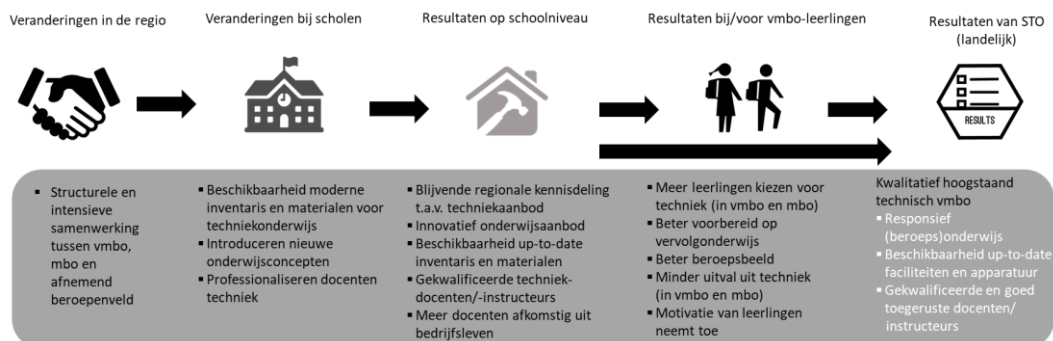 Veranderingen in de regio
Veranderingen bij scholen
Resultaten op schoolniveau
Resultaten bij/voor vmbo-leerlingen
Resultaten van STO
(landelijk)
RESULTS
▪ Structurele en
intensieve
samenwerking
tussen vmbo,
mbo en
afnemend
beroepenveld
▪ Beschikbaarheid moderne
inventaris en materialen voor
techniekonderwijs
▪ Introduceren nieuwe
onderwijsconcepten
▪ Professionaliseren docenten
techniek
▪ Blijvende regionale kennisdeling
t.a.v. techniekaanbod
▪ Innovatief onderwijsaanbod
▪ Beschikbaarheid up-to-date
inventaris en materialen
▪ Gekwalificeerde techniek-
docenten/-instructeurs
▪ Meer docenten afkomstig uit
bedrijfsleven
▪ Meer leerlingen kiezen voor
techniek (in vmbo en mbo)
▪ Beter voorbereid op
vervolgonderwijs
▪ Beter beroepsbeeld
▪ Minder uitval uit techniek
(in vmbo en mbo)
▪ Motivatie van leerlingen
neemt toe
Kwalitatief hoogstaand
technisch vmbo
▪ Responsief
(beroeps)onderwijs
▪ Beschikbaarheid up-to-date
faciliteiten en apparatuur
▪ Gekwalificeerde en goed
toegeruste docenten/
instructeurs